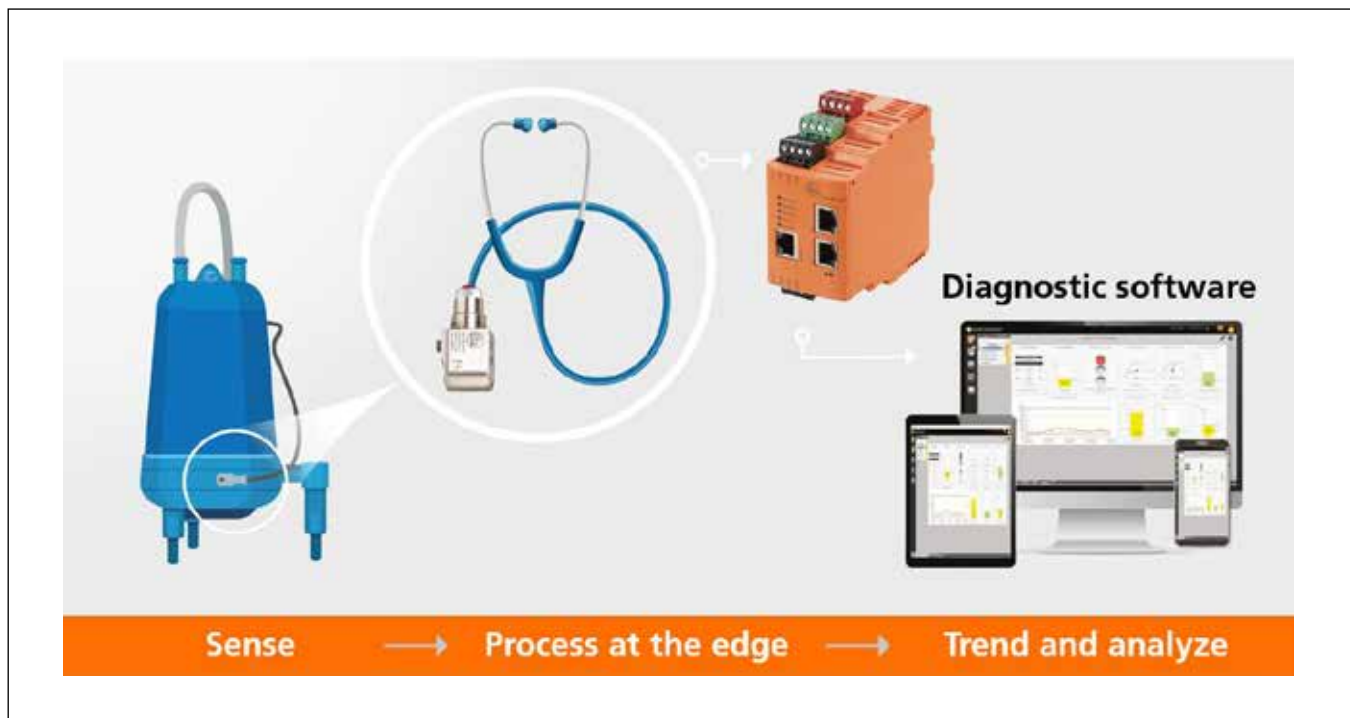 Diagnostic software
Sense → Process at the edge → Trend and analyze